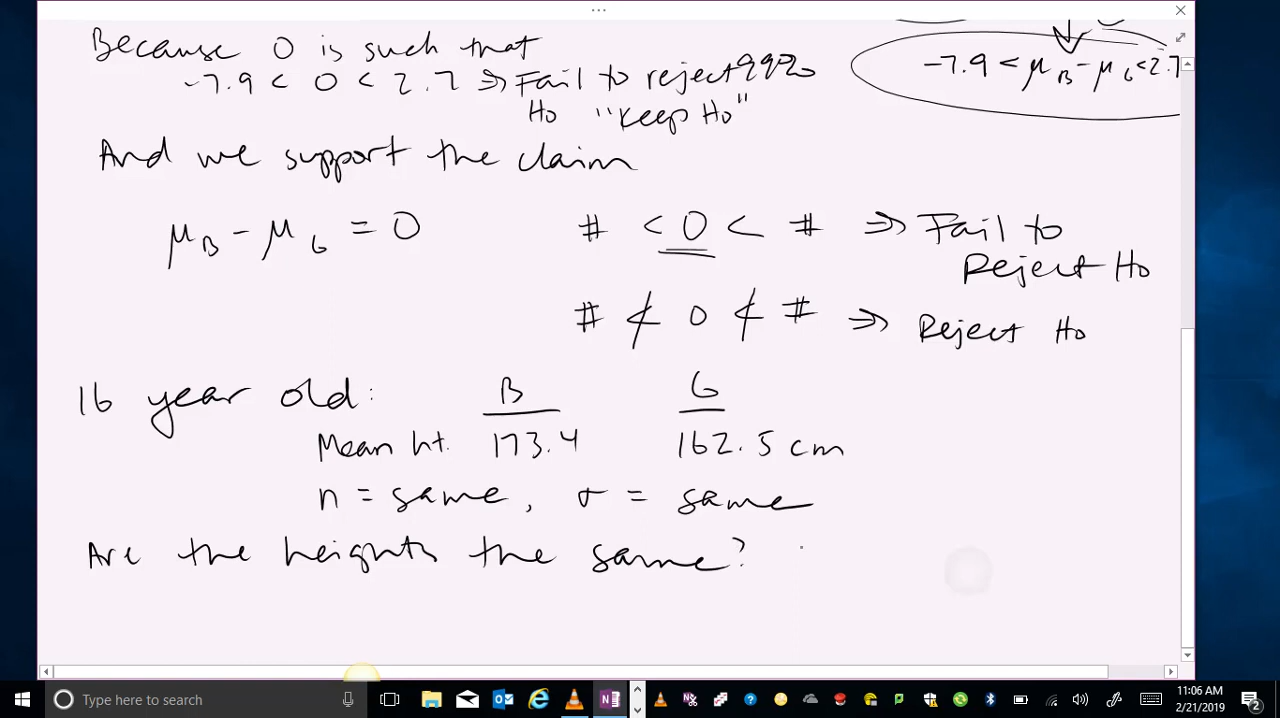 Because 0 is such that
-7.9 < 0 < 2.7 ⇒ Fail to reject
99%
Ho "Keep Ho"
-7.9 < μB - μG < 2.7
And we support the claim
μB - μG = 0
# < 0 < # ⇒ Fail to
Reject Ho
# ≮ 0 ≮ # ⇒ Reject Ho
16 year old: B G
Mean ht. 173.4 162.5 cm
n = same, σ = same
Are the heights the same?
Type here to search
11:06 AM
2/21/2019
2